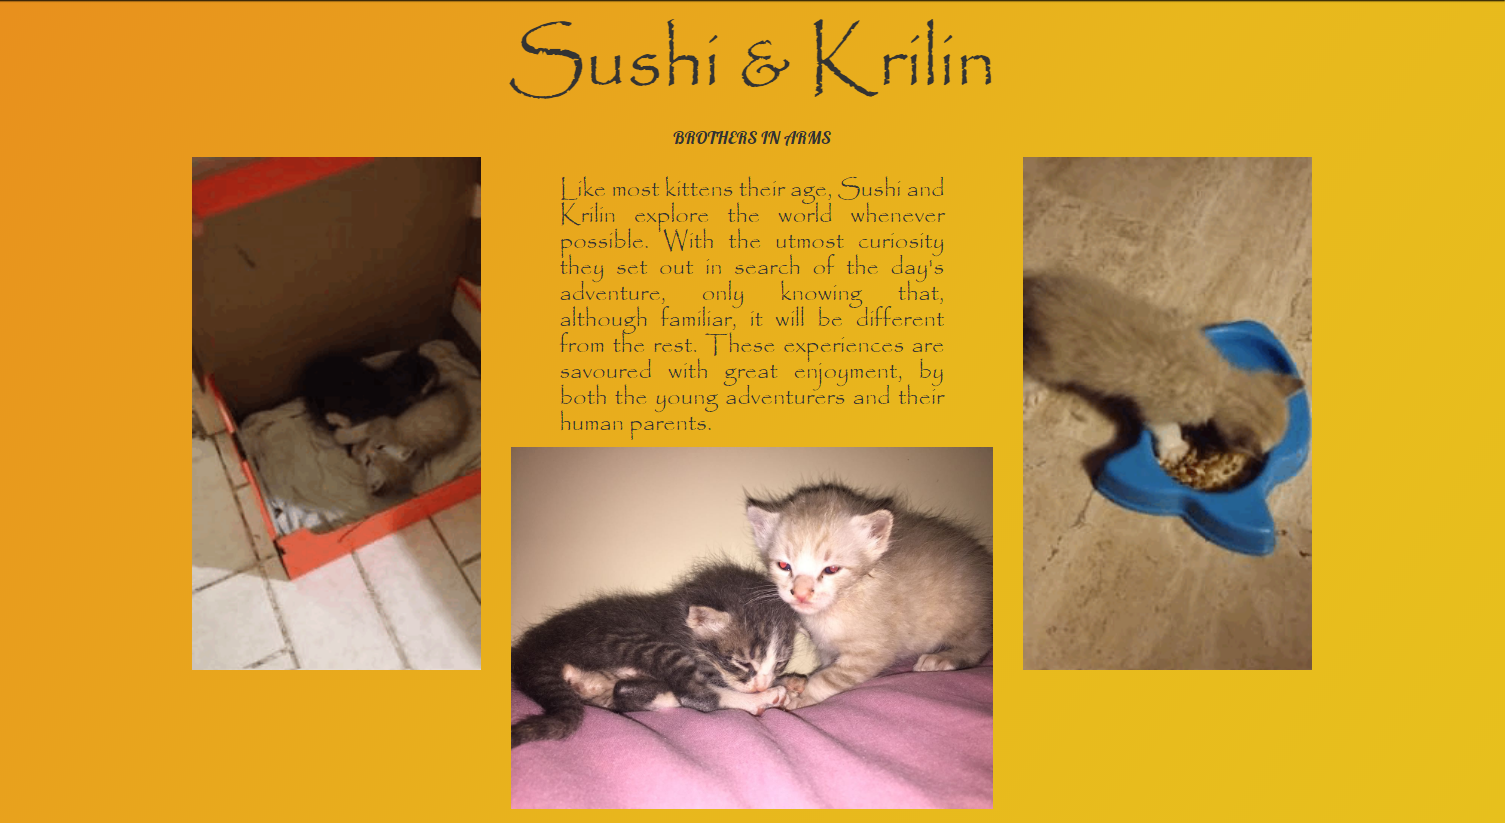 Sushi & Krilin
BROTHERS IN ARMS
Like most kittens their age, Sushi and
Krilin explore the world whenever
possible. With the utmost curiosity
they set out in search of the day's
adventure, only knowing that,
although familiar, it will be different
from the rest. These experiences are
savoured with great enjoyment, by
both the young adventurers and their
human parents.